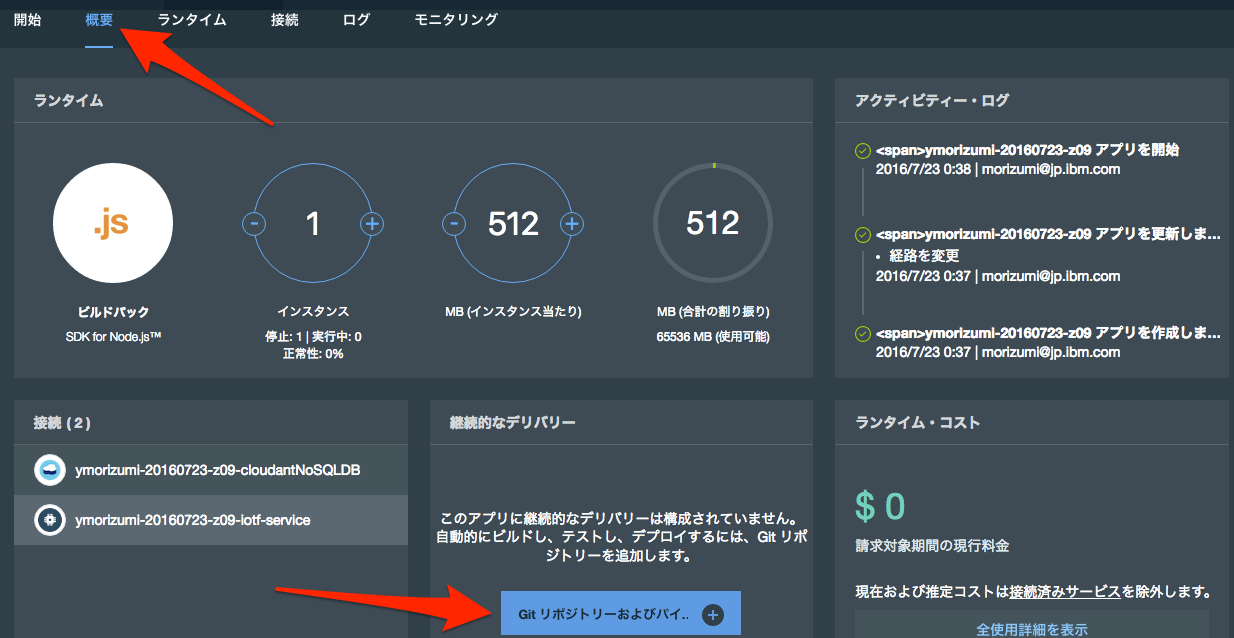 開始 概要 ランタイム 接続 ログ モニタリング
ランタイム
.js
- 1 +
- 512 +
512
ビルドパック
SDK for Node.js™
インスタンス
停止: 1 | 実行中: 0
正常性: 0%
MB (インスタンス当たり)
MB (合計の割り振り)
65536 MB (使用可能)
アクティビティー・ログ
<span>ymorizumi-20160723-z09 アプリを開始
2016/7/23 0:38 | morizumi@jp.ibm.com
<span>ymorizumi-20160723-z09 アプリを更新しま...
• 経路を変更
2016/7/23 0:37 | morizumi@jp.ibm.com
<span>ymorizumi-20160723-z09 アプリを作成しま...
2016/7/23 0:37 | morizumi@jp.ibm.com
接続 ( 2 )
ymorizumi-20160723-z09-cloudantNoSQLDB
ymorizumi-20160723-z09-iotf-service
継続的なデリバリー
このアプリに継続的なデリバリーは構成されていません。
自動的にビルドし、テストし、デプロイするには、Git リポ
ジトリーを追加します。
Git リポジトリーおよびパイ.. +
ランタイム・コスト
$ 0
請求対象期間の現行料金
現在および推定コストは接続済みサービスを除外します。
全使用詳細を表示